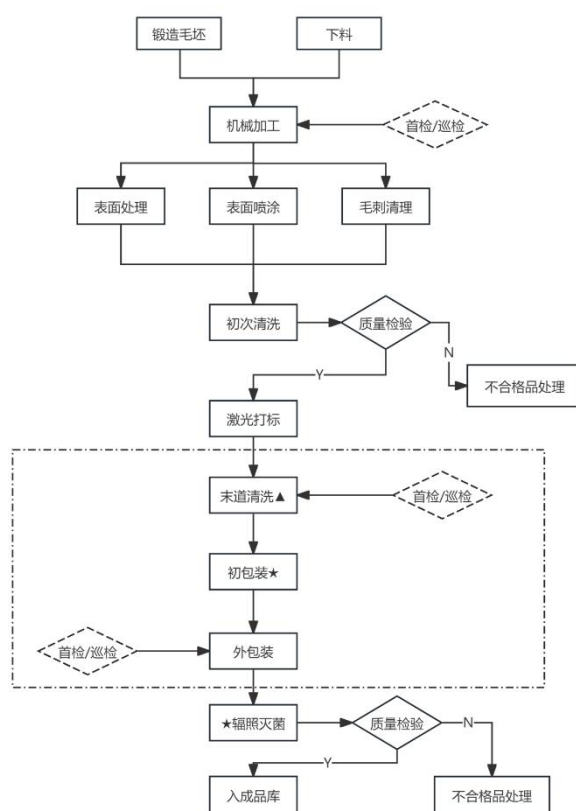 锻造毛坯
下料
机械加工
首检/巡检
表面处理
表面喷涂
毛刺清理
初次清洗
质量检验
N
Y
不合格品处理
激光打标
末道清洗▲
首检/巡检
初包装★
首检/巡检
外包装
★辐照灭菌
质量检验
N
Y
入成品库
不合格品处理